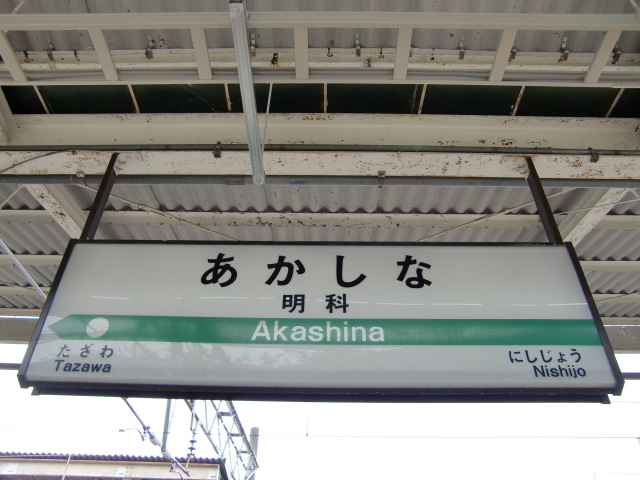 あかしな
明科
Akashina
たざわ
Tazawa
にしじょう
Nishijo